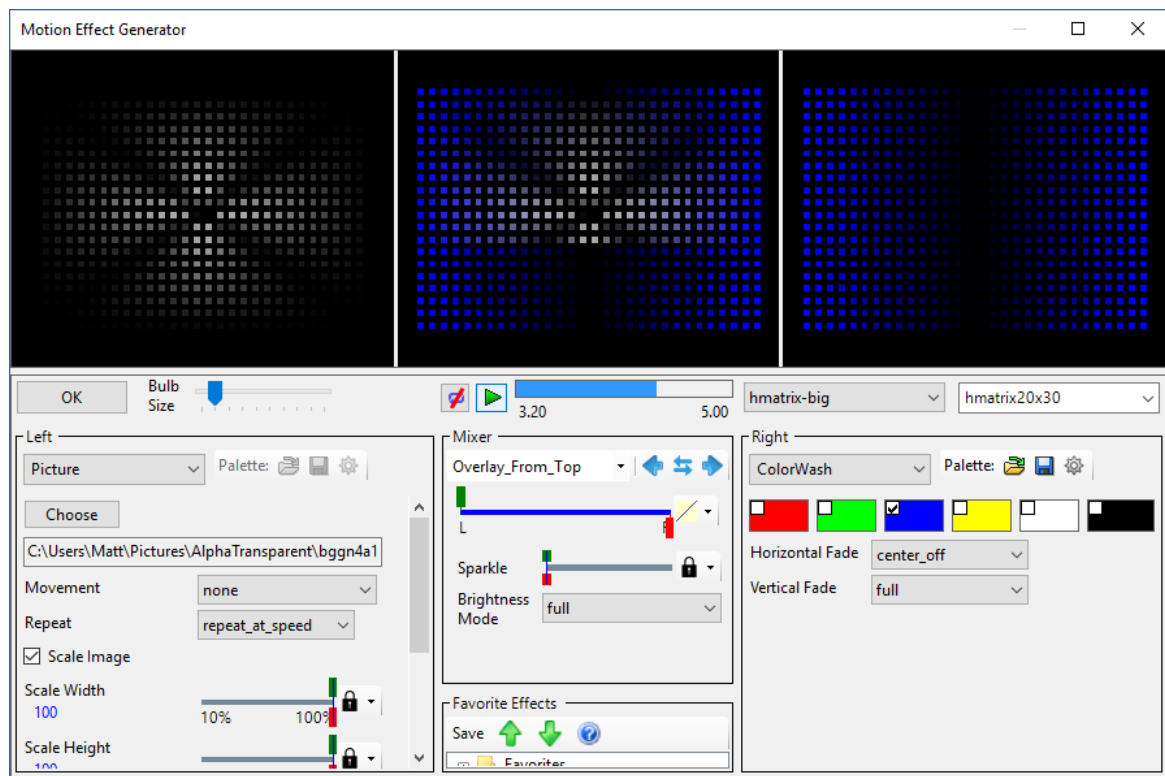 Motion Effect Generator
OK
Bulb
Size
3.20
5.00
hmatrix-big
hmatrix20x30
Left
Picture
Palette:
Choose
C:\Users\Matt\Pictures\AlphaTransparent\bggn4a1
Movement
none
Repeat
repeat_at_speed
Scale Image
Scale Width
100
10%
100%
Scale Height
100
Mixer
Overlay_From_Top
L
Sparkle
Brightness
Mode
full
Favorite Effects
Save
Favorites
Right
ColorWash
Palette:
Horizontal Fade
center_off
Vertical Fade
full